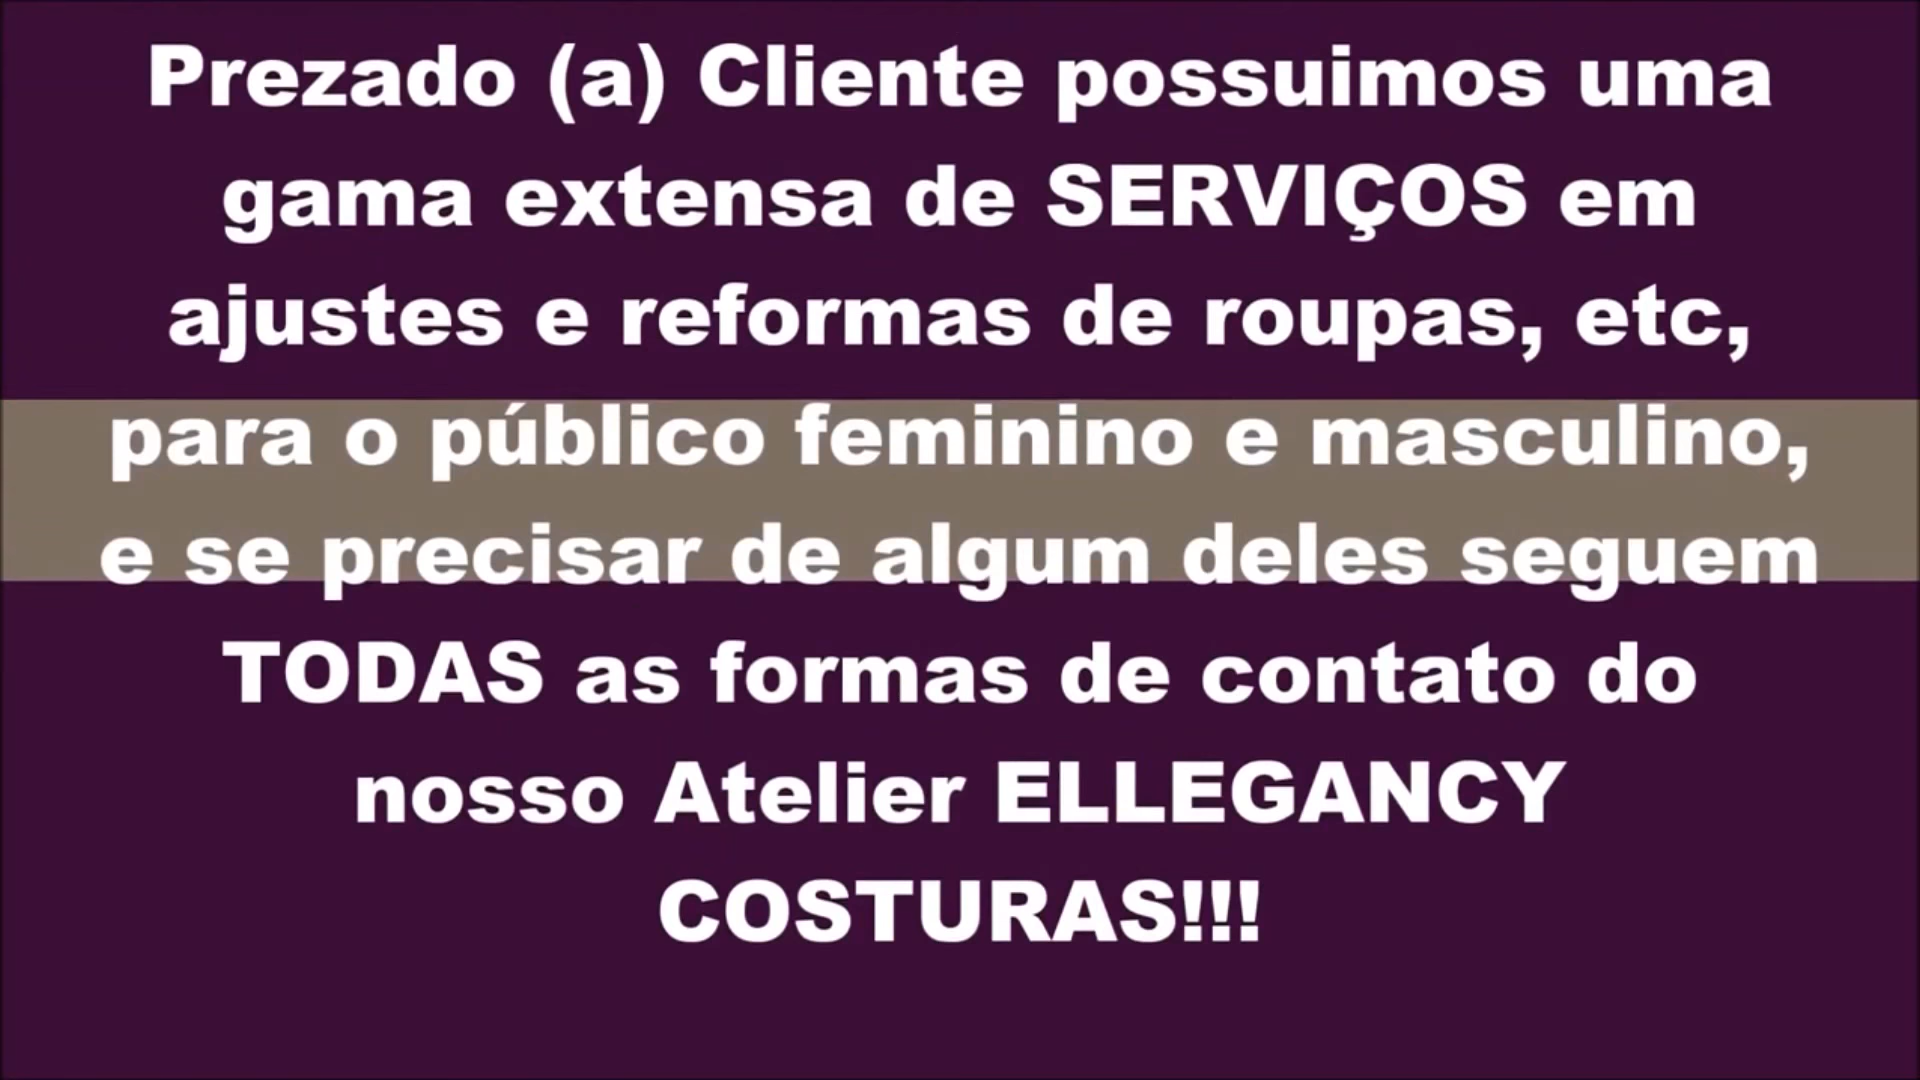 Prezado (a) Cliente possuimos uma
gama extensa de SERVIÇOS em
ajustes e reformas de roupas, etc,
para o público feminino e masculino,
e se precisar de algum deles seguem
TODAS as formas de contato do
nosso Atelier ELLEGANCY
COSTURAS!!!